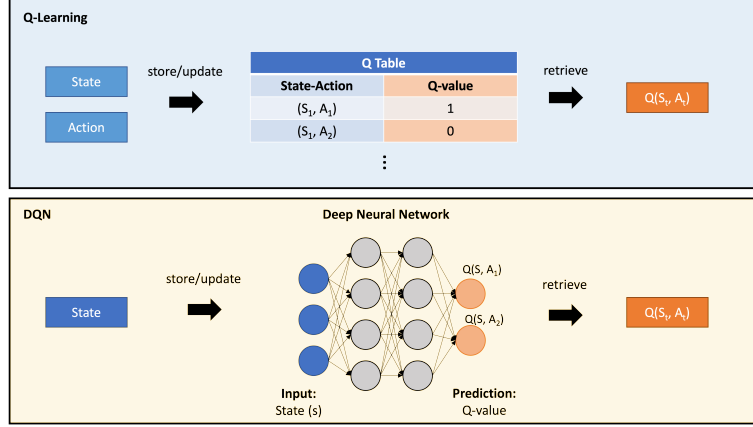 Q-Learning
State
Action
store/update
Q Table
State-Action Q-value
(S1, A1) 1
(S1, A2) 0
⋮
retrieve
Q(St, At)
DQN
Deep Neural Network
State
store/update
Q(S, A1)
Q(S, A2)
Input:
State (s)
Prediction:
Q-value
retrieve
Q(St, At)